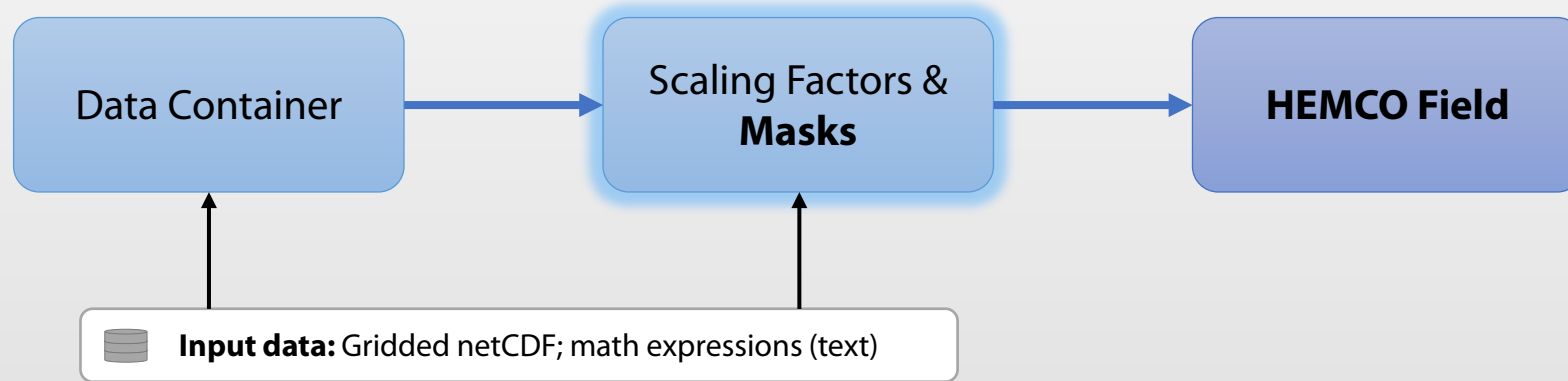 Data Container
Scaling Factors &
Masks
HEMCO Field
Input data: Gridded netCDF; math expressions (text)